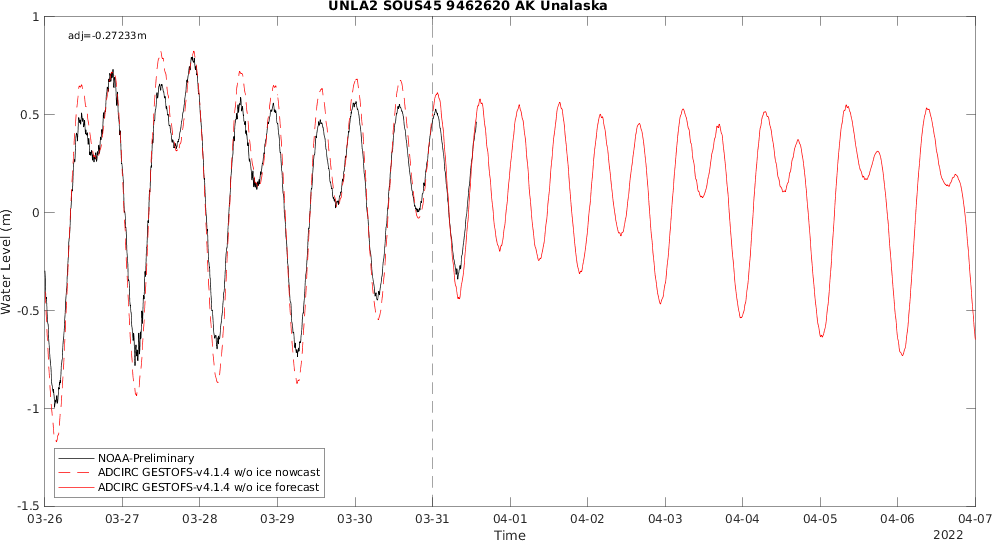 UNLA2 SOUS45 9462620 AK Unalaska
adj=-0.27233m
1
0.5
0
-0.5
-1
-1.5
Water Level (m)
NOAA-Preliminary
ADCIRC GESTOFS-v4.1.4 w/o ice nowcast
ADCIRC GESTOFS-v4.1.4 w/o ice forecast
03-26 03-27 03-28 03-29 03-30 03-31 04-01 04-02 04-03 04-04 04-05 04-06 04-07
Time
2022